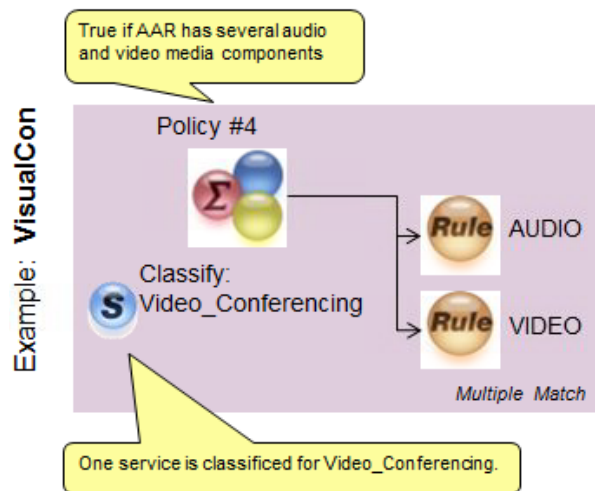 True if AAR has several audio
and video media components
Example: VisualCon
Policy #4
Σ
Rule AUDIO
Classify:
S Video_Conferencing
Rule VIDEO
Multiple Match
One service is classificed for Video_Conferencing.